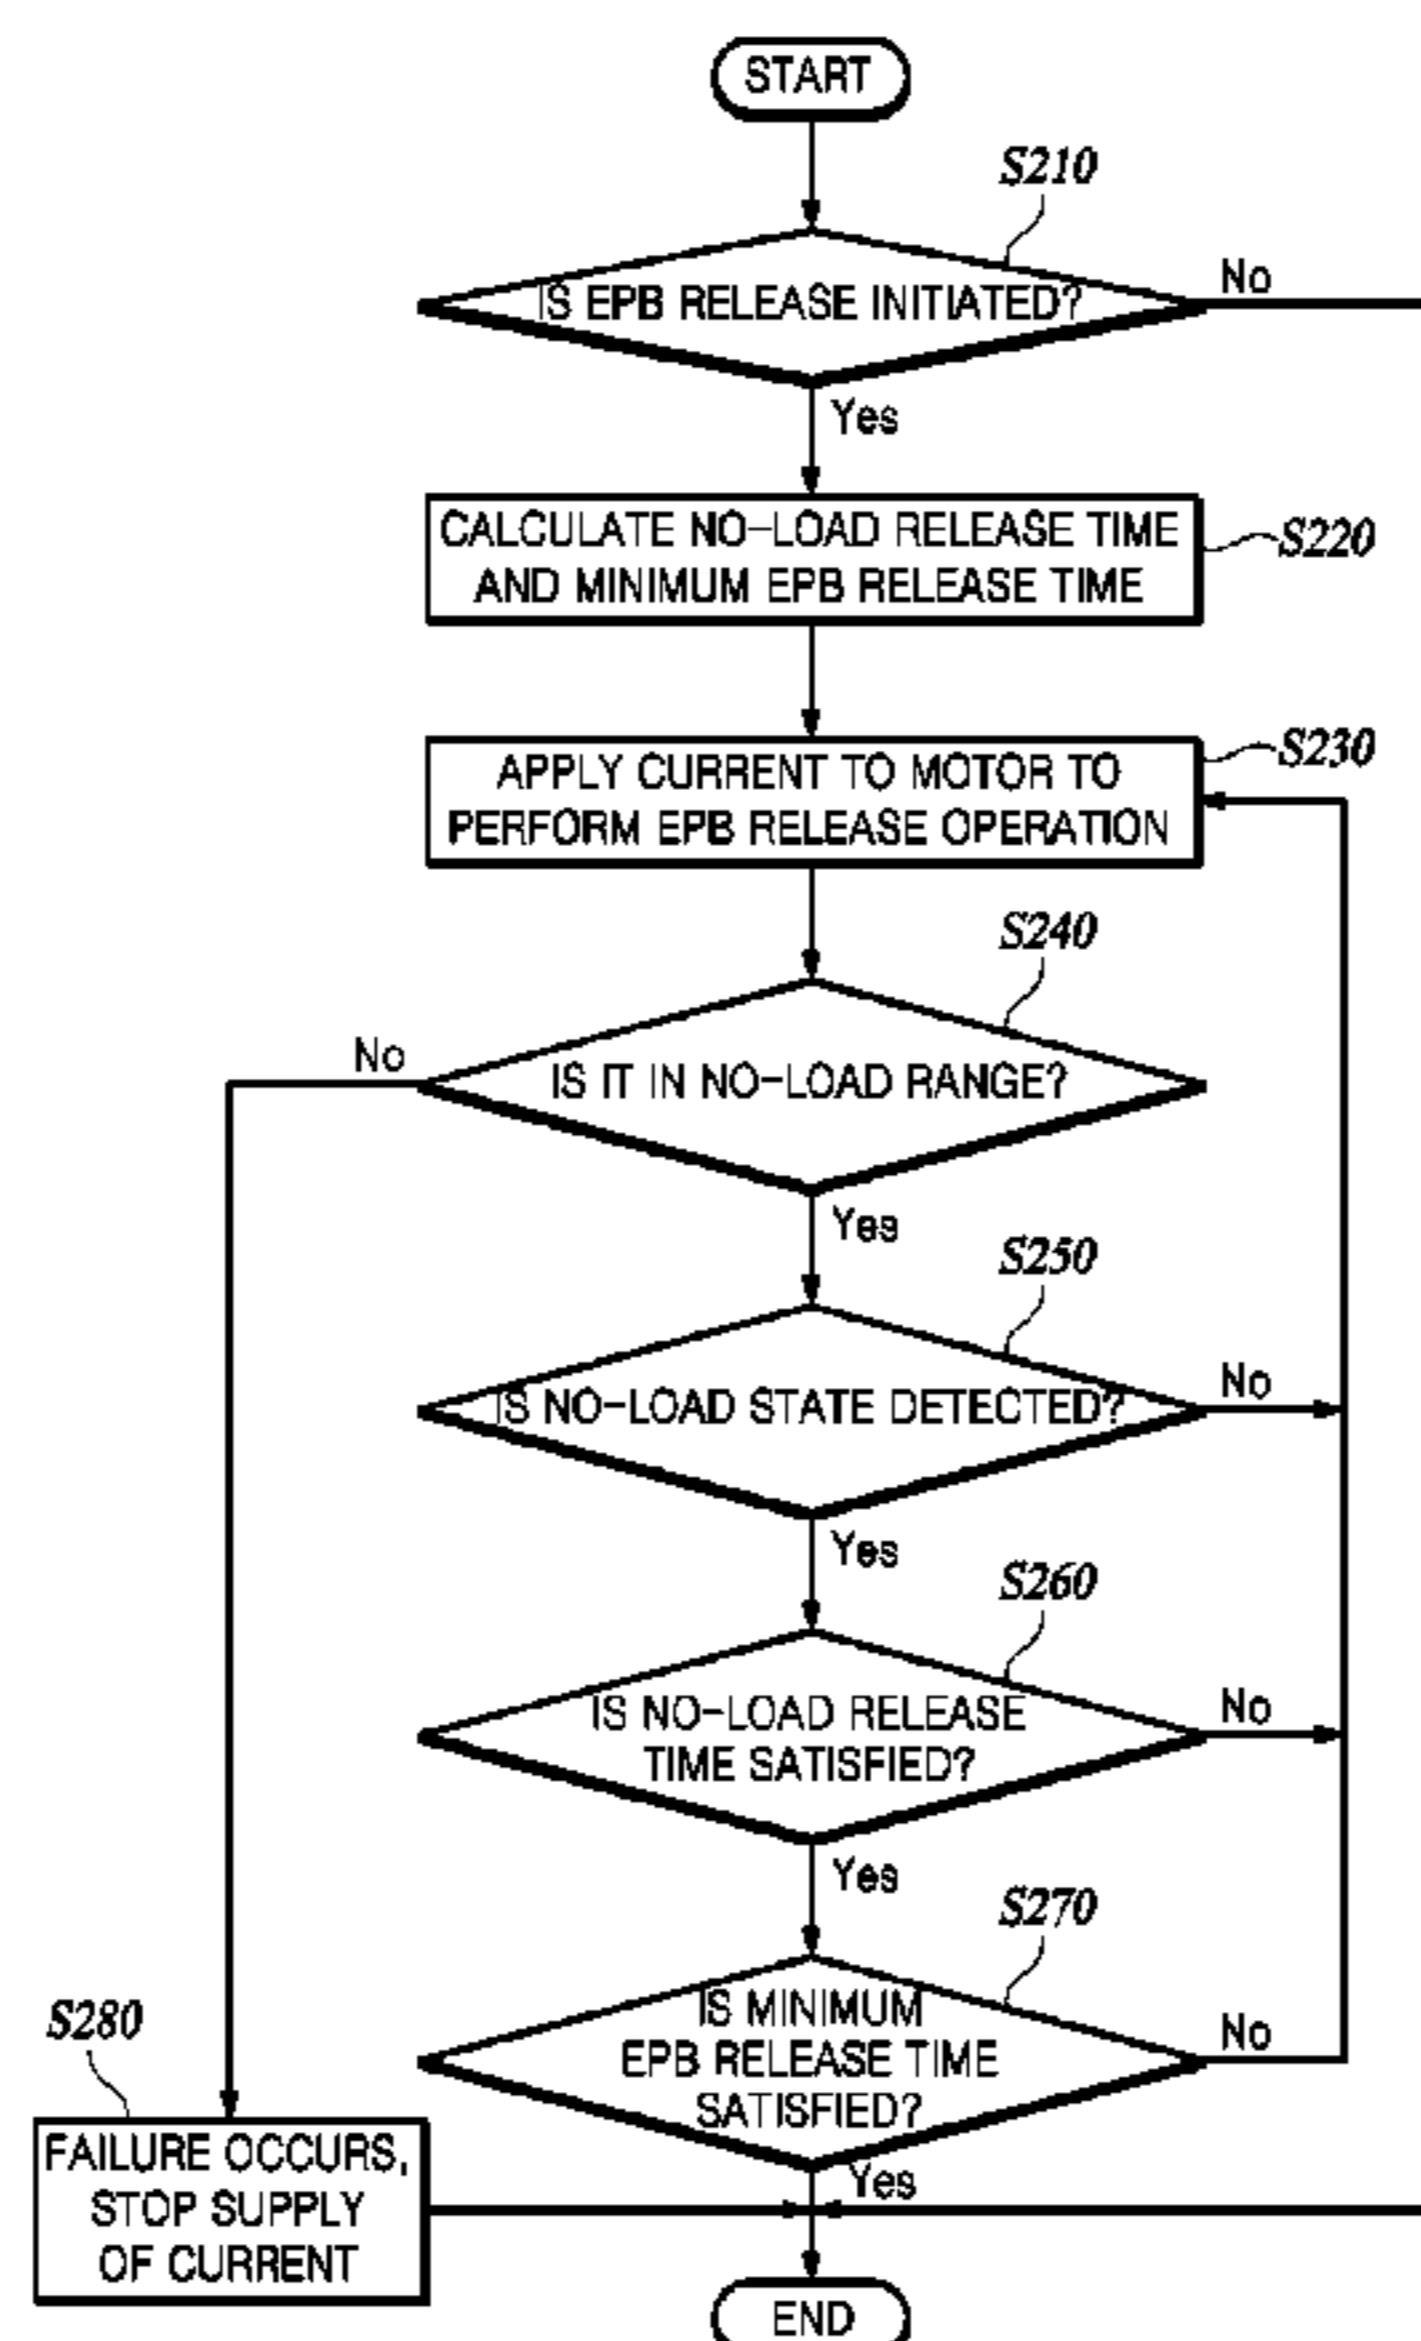 START
S210
IS EPB RELEASE INITIATED?
No
Yes
CALCULATE NO-LOAD RELEASE TIME
AND MINIMUM EPB RELEASE TIME
S220
APPLY CURRENT TO MOTOR TO
PERFORM EPB RELEASE OPERATION
S230
S240
IS IT IN NO-LOAD RANGE?
No
Yes
S250
IS NO-LOAD STATE DETECTED?
No
Yes
S260
IS NO-LOAD RELEASE
TIME SATISFIED?
No
Yes
S270
IS MINIMUM
EPB RELEASE TIME
SATISFIED?
No
Yes
S280
FAILURE OCCURS,
STOP SUPPLY
OF CURRENT
END